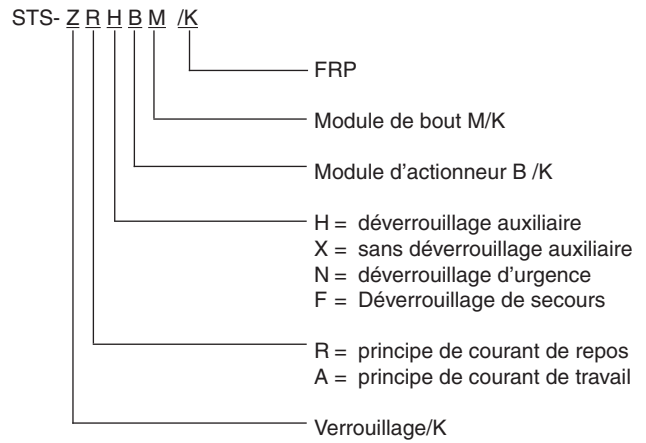 STS- Z R H B M /K
FRP
Module de bout M/K
Module d'actionneur B /K
H = déverrouillage auxiliaire
X = sans déverrouillage auxiliaire
N = déverrouillage d'urgence
F = Déverrouillage de secours
R = principe de courant de repos
A = principe de courant de travail
Verrouillage/K